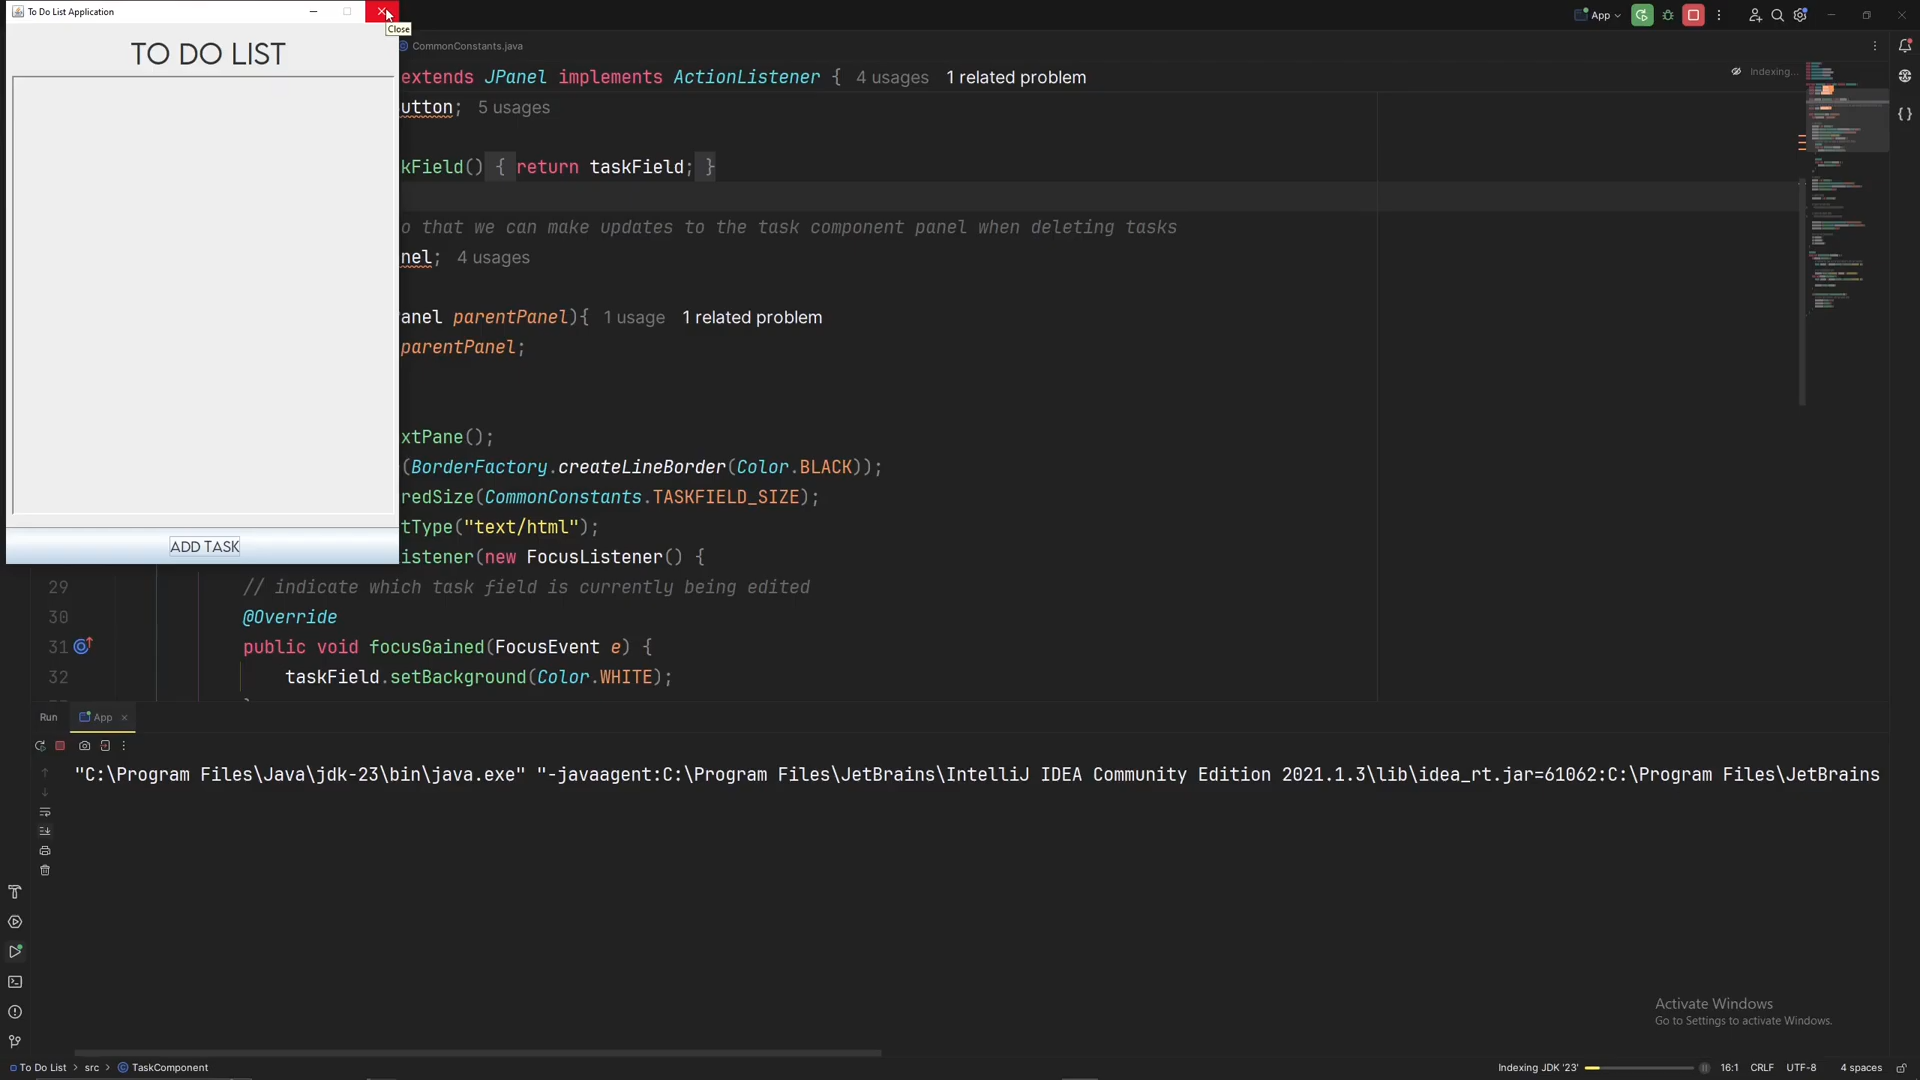 To Do List Application
Close
TO DO LIST
ADD TASK
App
CommonConstants.java
Indexing...
extends JPanel implements ActionListener { 4 usages 1 related problem
utton; 5 usages
kField() { return taskField; }
o that we can make updates to the task component panel when deleting tasks
nel; 4 usages
anel parentPanel){ 1 usage 1 related problem
parentPanel;
xtPane();
(BorderFactory.createLineBorder(Color.BLACK));
redSize(CommonConstants.TASKFIELD_SIZE);
tType("text/html");
istener(new FocusListener() {
29 // indicate which task field is currently being edited
30 @Override
31 public void focusGained(FocusEvent e) {
32 taskField.setBackground(Color.WHITE);
Run App
"C:\Program Files\Java\jdk-23\bin\java.exe" "-javaagent:C:\Program Files\JetBrains\IntelliJ IDEA Community Edition 2021.1.3\lib\idea_rt.jar=61062:C:\Program Files\JetBrains
Activate Windows
Go to Settings to activate Windows.
To Do List > src > TaskComponent
Indexing JDK '23' 16:1 CRLF UTF-8 4 spaces